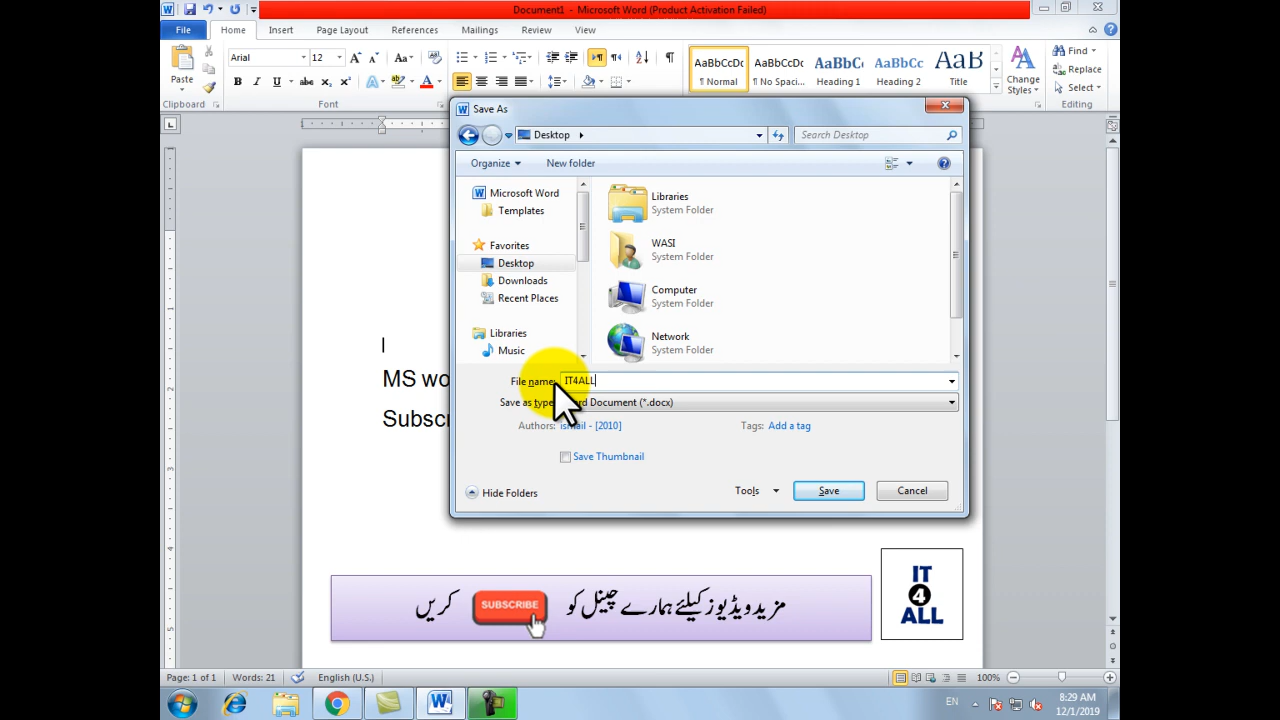 Document1 - Microsoft Word (Product Activation Failed)
File Home Insert Page Layout References Mailings Review View
Paste
Arial 12
B I U abc x₂ x² A A
AaBbCcDc AaBbCcDc AaBbC AaBbCc AaB
¶ Normal ¶ No Spaci... Heading 1 Heading 2 Title
Change Styles
Find
Replace
Select
Clipboard Font Editing
Save As
Desktop
Search Desktop
Organize New folder
Microsoft Word
Templates
Favorites
Desktop
Downloads
Recent Places
Libraries
Music
Libraries
System Folder
WASI
System Folder
Computer
System Folder
Network
System Folder
File name: IT4ALL
Save as type: Document (*.docx)
Authors: ismail - [2010] Tags: Add a tag
Save Thumbnail
Hide Folders Tools Save Cancel
MS
مزید ویڈیوز کیلئے ہمارے چینل کو SUBSCRIBE کریں
IT
4
ALL
Page: 1 of 1 Words: 21 English (U.S.) 100%
EN 8:29 AM
12/1/2019